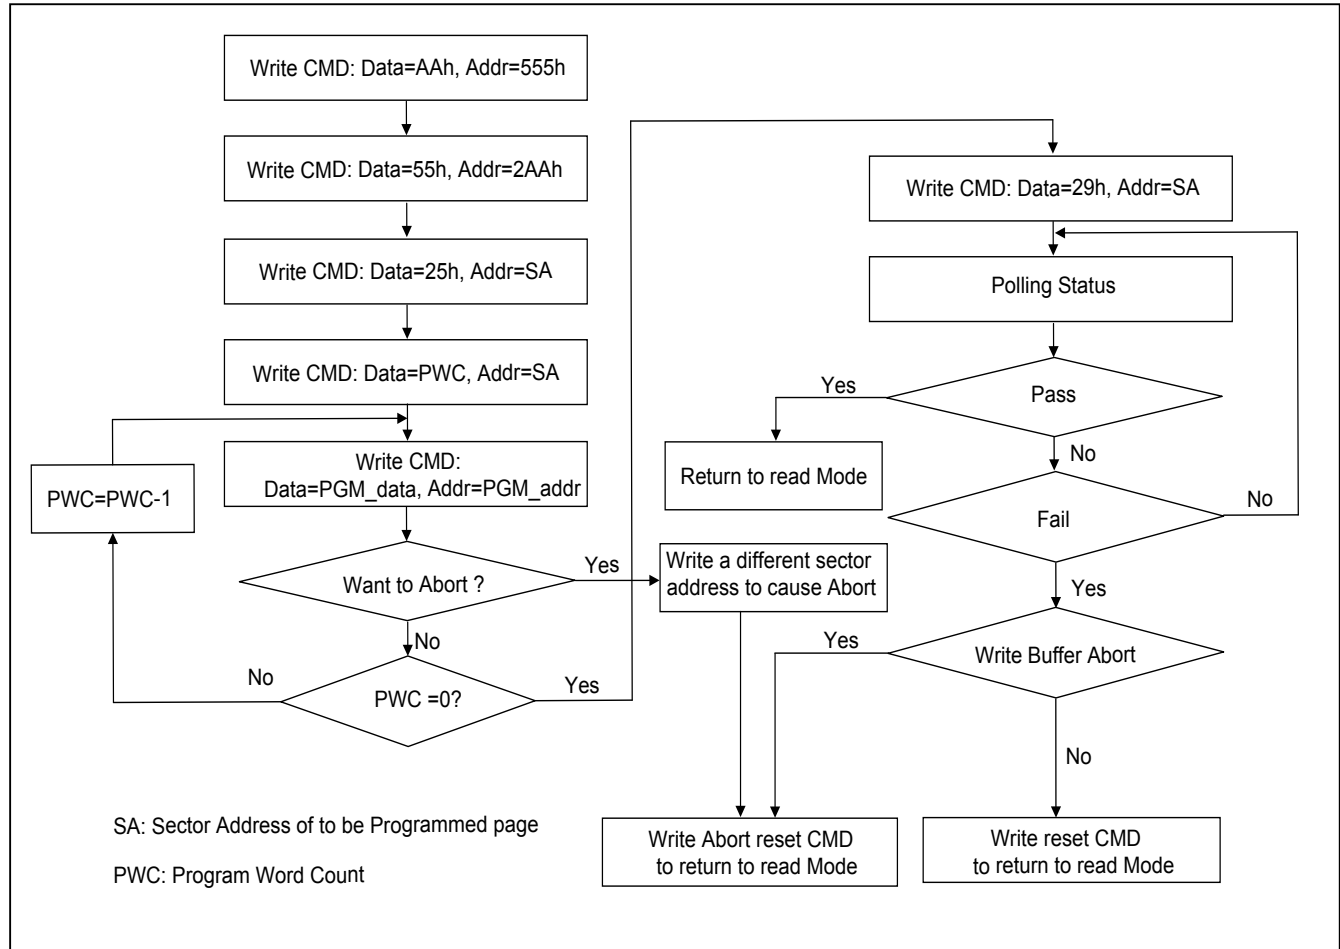 Write CMD: Data=AAh, Addr=555h
Write CMD: Data=55h, Addr=2AAh
Write CMD: Data=25h, Addr=SA
Write CMD: Data=PWC, Addr=SA
Write CMD:
Data=PGM_data, Addr=PGM_addr
PWC=PWC-1
Want to Abort ?
Yes
No
PWC =0?
No
Yes
Write a different sector
address to cause Abort
Write CMD: Data=29h, Addr=SA
Polling Status
Pass
Yes
No
Return to read Mode
Fail
No
Yes
Write Buffer Abort
Yes
No
Write Abort reset CMD
to return to read Mode
Write reset CMD
to return to read Mode
SA: Sector Address of to be Programmed page
PWC: Program Word Count